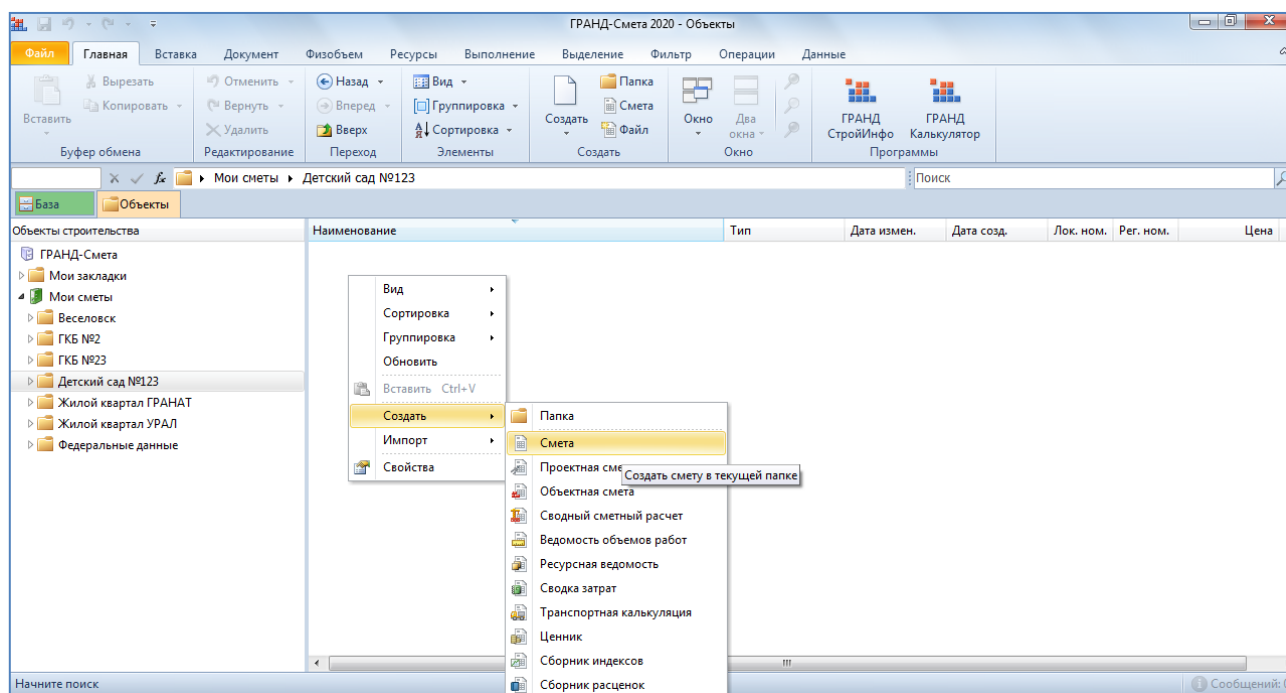 ГРАНД-Смета 2020 - Объекты
Файл Главная Вставка Документ Физобъем Ресурсы Выполнение Выделение Фильтр Операции Данные
Вставить
Вырезать
Копировать
Буфер обмена
Отменить
Вернуть
Удалить
Редактирование
Назад
Вперед
Вверх
Переход
Вид
Группировка
Сортировка
Элементы
Создать
Папка
Смета
Файл
Создать
Окно
Два
окна
Окно
ГРАНД
СтройИнфо
ГРАНД
Калькулятор
Программы
fx Мои сметы Детский сад №123
Поиск
База Объекты
Объекты строительства
ГРАНД-Смета
Мои закладки
Мои сметы
Веселовск
ГКБ №2
ГКБ №23
Детский сад №123
Жилой квартал ГРАНАТ
Жилой квартал УРАЛ
Федеральные данные
Наименование Тип Дата измен. Дата созд. Лок. ном. Рег. ном. Цена
Вид
Сортировка
Группировка
Обновить
Вставить Ctrl+V
Создать
Импорт
Свойства
Папка
Смета
Проектная сме
Создать смету в текущей папке
Объектная смета
Сводный сметный расчет
Ведомость объемов работ
Ресурсная ведомость
Сводка затрат
Транспортная калькуляция
Ценник
Сборник индексов
Сборник расценок
Начните поиск
Сообщений: